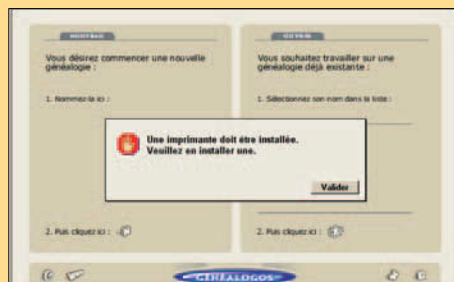 NOUVEAU
Vous désirez commencer une nouvelle
généalogie :
1. Nommez-la ici :
2. Puis cliquez ici :
OUVRIR
Vous souhaitez travailler sur une
généalogie déjà existante :
1. Sélectionnez son nom dans la liste :
2. Puis cliquez ici :
Une imprimante doit être installée.
Veuillez en installer une.
Valider
GÉNÉALOGOS